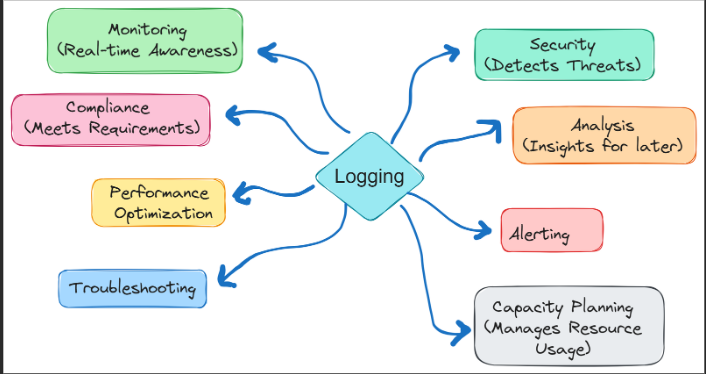 Monitoring
(Real-time Awareness)
Security
(Detects Threats)
Compliance
(Meets Requirements)
Analysis
(Insights for later)
Logging
Performance
Optimization
Alerting
Troubleshooting
Capacity Planning
(Manages Resource
Usage)